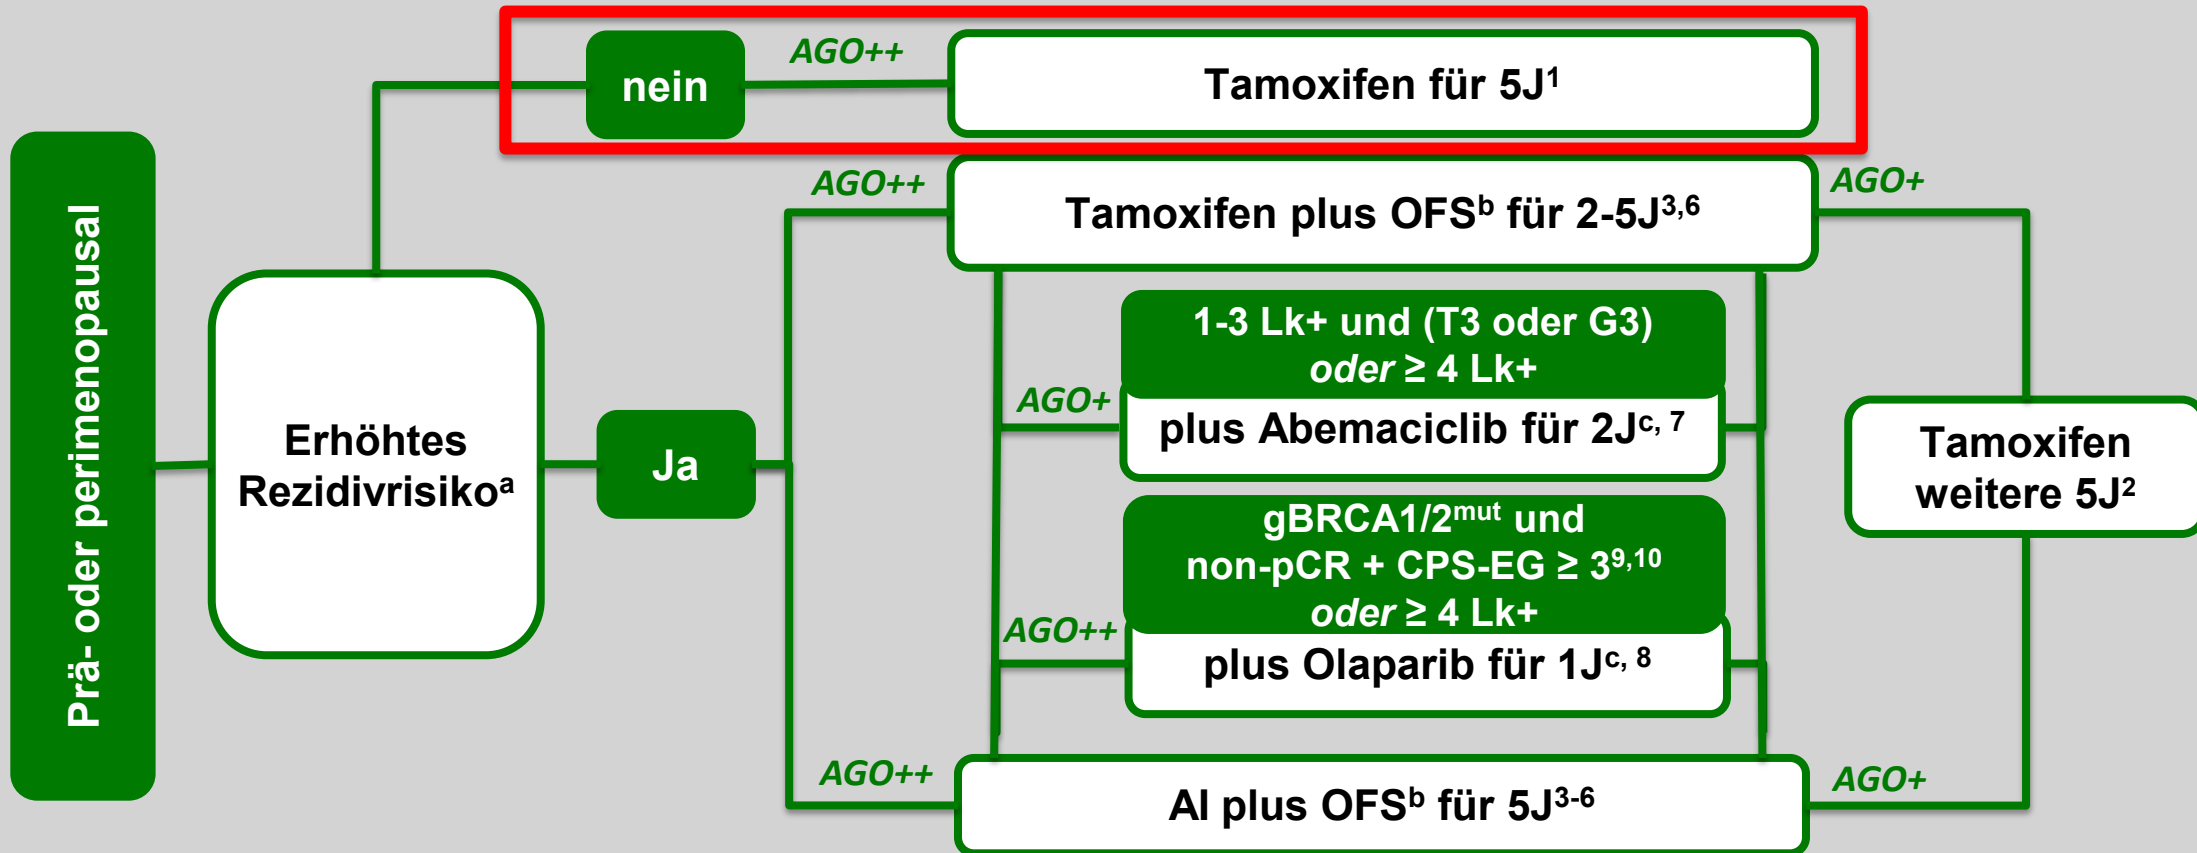 Prä- oder perimenopausal
Erhöhtes
Rezidivrisikoᵃ
nein
AGO++
Tamoxifen für 5J¹
Ja
AGO++
Tamoxifen plus OFSᵇ für 2-5J³,⁶
AGO+
1-3 Lk+ und (T3 oder G3)
oder ≥ 4 Lk+
AGO+
plus Abemaciclib für 2Jᶜ, ⁷
gBRCA1/2ᵐᵘᵗ und
non-pCR + CPS-EG ≥ 3⁹,¹⁰
oder ≥ 4 Lk+
AGO++
plus Olaparib für 1Jᶜ, ⁸
AGO++
AI plus OFSᵇ für 5J³⁻⁶
AGO+
Tamoxifen
weitere 5J²